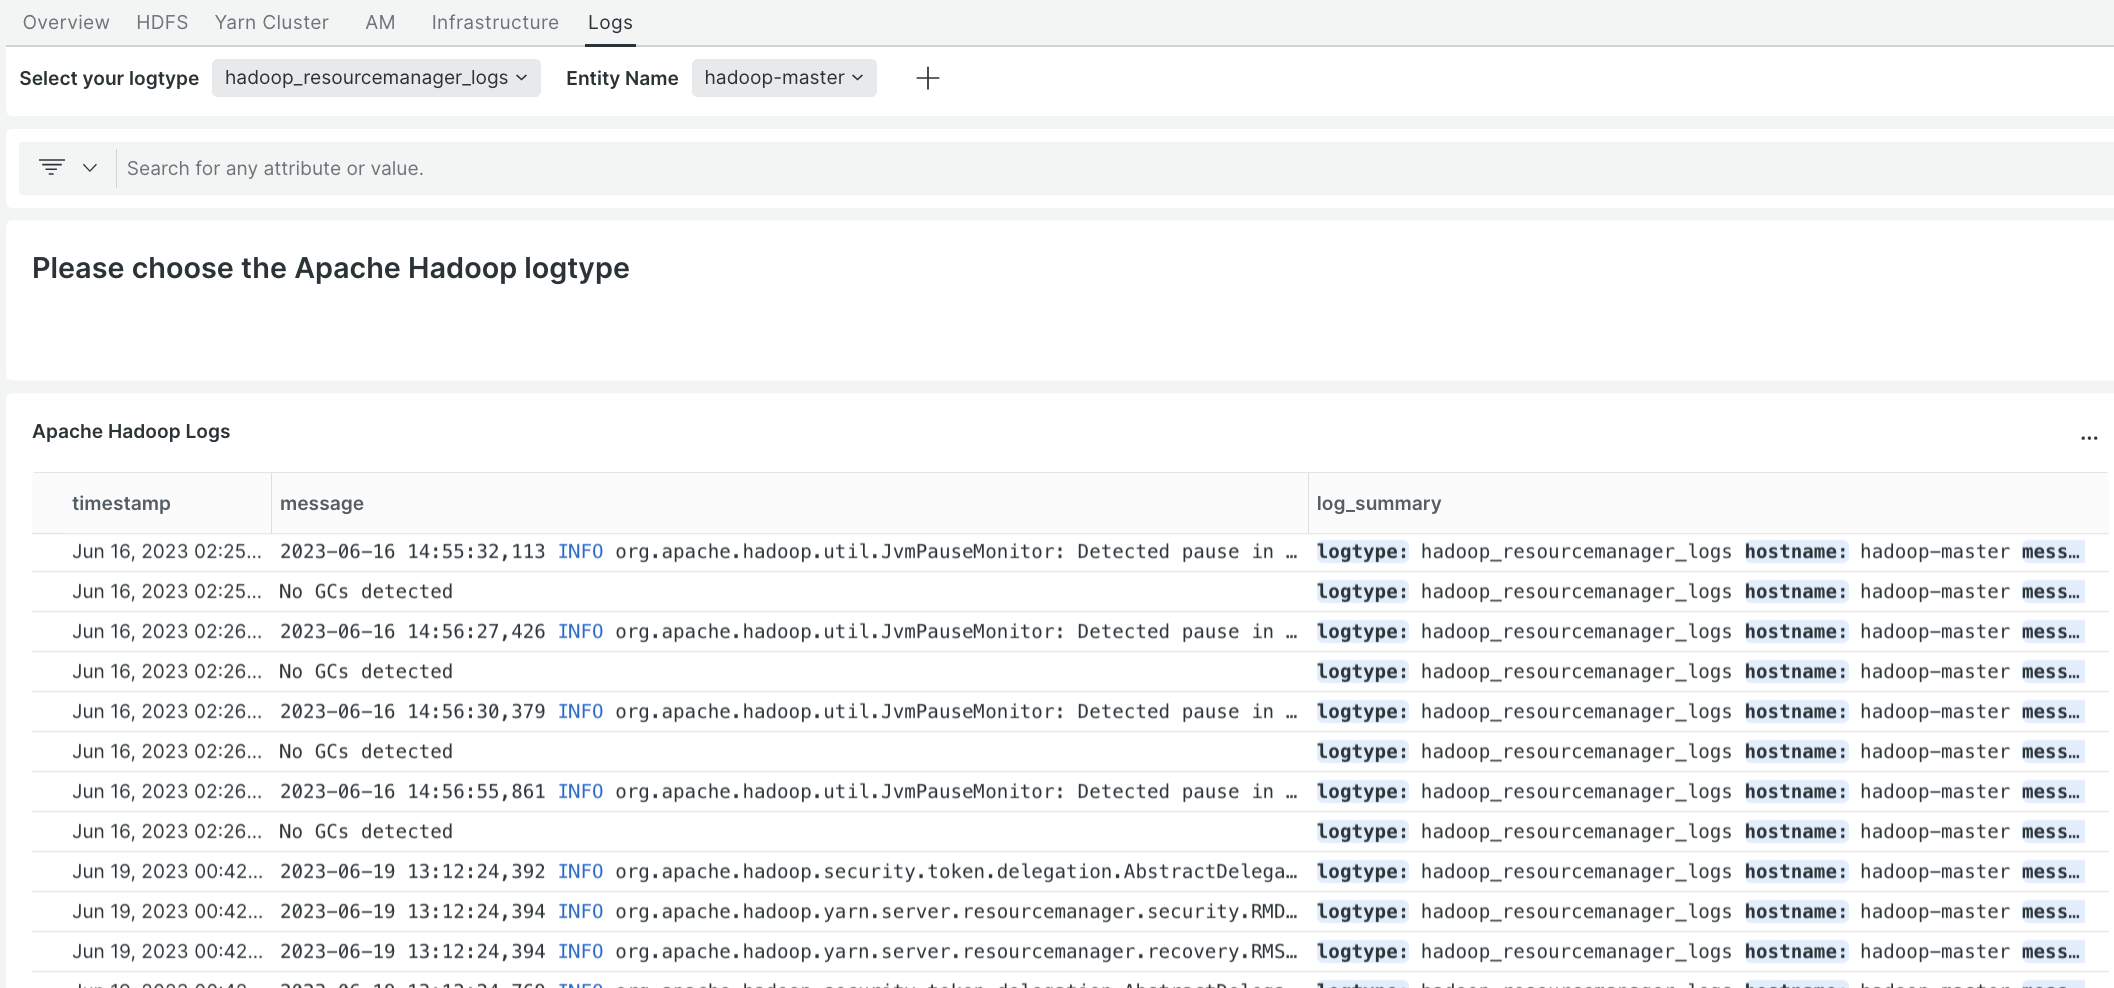 Overview HDFS Yarn Cluster AM Infrastructure Logs
Select your logtype hadoop_resourcemanager_logs Entity Name hadoop-master
Search for any attribute or value.
Please choose the Apache Hadoop logtype
Apache Hadoop Logs
...
timestamp message log_summary
Jun 16, 2023 02:25... 2023-06-16 14:55:32,113 INFO org.apache.hadoop.util.JvmPauseMonitor: Detected pause in … logtype: hadoop_resourcemanager_logs hostname: hadoop-master mess…
Jun 16, 2023 02:25... No GCs detected logtype: hadoop_resourcemanager_logs hostname: hadoop-master mess…
Jun 16, 2023 02:26... 2023-06-16 14:56:27,426 INFO org.apache.hadoop.util.JvmPauseMonitor: Detected pause in … logtype: hadoop_resourcemanager_logs hostname: hadoop-master mess…
Jun 16, 2023 02:26... No GCs detected logtype: hadoop_resourcemanager_logs hostname: hadoop-master mess…
Jun 16, 2023 02:26... 2023-06-16 14:56:30,379 INFO org.apache.hadoop.util.JvmPauseMonitor: Detected pause in … logtype: hadoop_resourcemanager_logs hostname: hadoop-master mess…
Jun 16, 2023 02:26... No GCs detected logtype: hadoop_resourcemanager_logs hostname: hadoop-master mess…
Jun 16, 2023 02:26... 2023-06-16 14:56:55,861 INFO org.apache.hadoop.util.JvmPauseMonitor: Detected pause in … logtype: hadoop_resourcemanager_logs hostname: hadoop-master mess…
Jun 16, 2023 02:26... No GCs detected logtype: hadoop_resourcemanager_logs hostname: hadoop-master mess…
Jun 19, 2023 00:42... 2023-06-19 13:12:24,392 INFO org.apache.hadoop.security.token.delegation.AbstractDelega… logtype: hadoop_resourcemanager_logs hostname: hadoop-master mess…
Jun 19, 2023 00:42... 2023-06-19 13:12:24,394 INFO org.apache.hadoop.yarn.server.resourcemanager.security.RMD… logtype: hadoop_resourcemanager_logs hostname: hadoop-master mess…
Jun 19, 2023 00:42... 2023-06-19 13:12:24,394 INFO org.apache.hadoop.yarn.server.resourcemanager.recovery.RMS… logtype: hadoop_resourcemanager_logs hostname: hadoop-master mess…